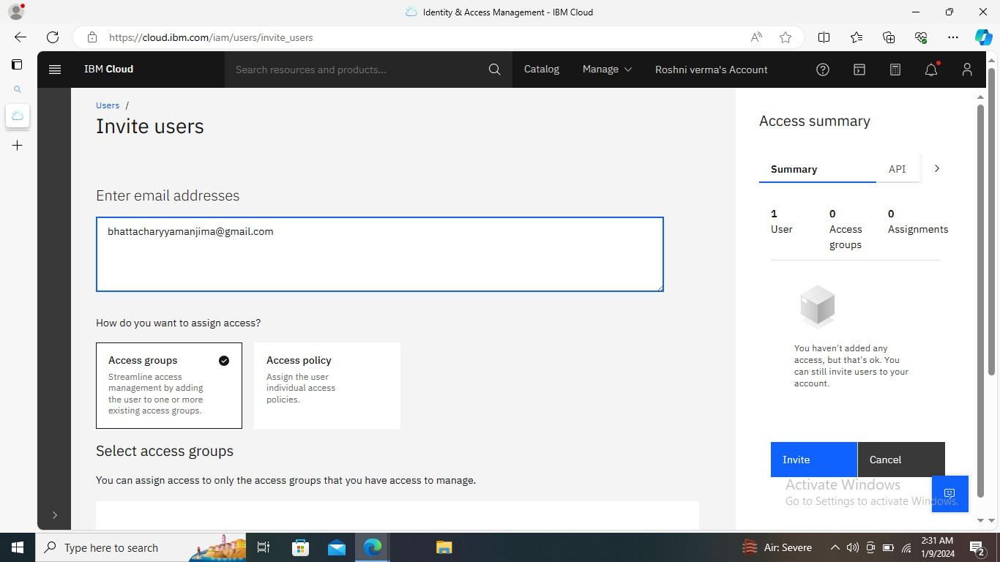 Identity & Access Management - IBM Cloud
https://cloud.ibm.com/iam/users/invite_users
IBM Cloud
Search resources and products...
Catalog
Manage
Roshni verma's Account
Users /
Invite users
Enter email addresses
bhattacharyyamanjima@gmail.com
How do you want to assign access?
Access groups
Streamline access
management by adding
the user to one or more
existing access groups.
Access policy
Assign the user
individual access
policies.
Select access groups
You can assign access to only the access groups that you have access to manage.
Access summary
Summary
API
1
User
0
Access
groups
0
Assignments
You haven't added any
access, but that's ok. You
can still invite users to your
account.
Invite
Cancel
Activate Windows
Go to Settings to activate Windows.
Type here to search
Air: Severe
2:31 AM
1/9/2024
2